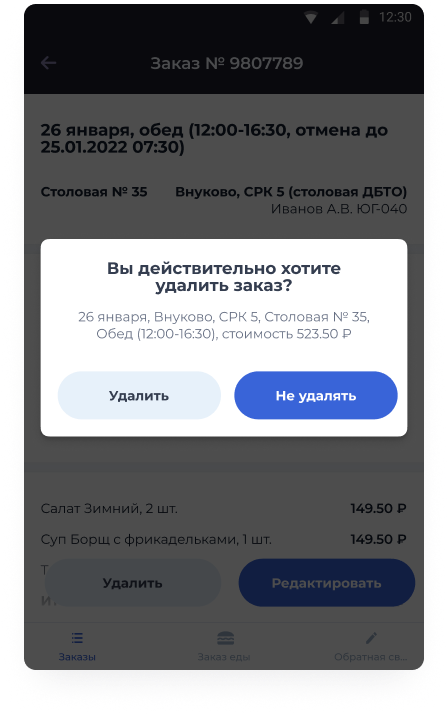 12:30
Заказ № 9807789
26 января, обед (12:00-16:30, отмена до
25.01.2022 07:30)
Столовая № 35 Внуково, СРК 5 (столовая ДБТО)
Иванов А.В. ЮГ-040
Вы действительно хотите
удалить заказ?
26 января, Внуково, СРК 5, Столовая № 35,
Обед (12:00-16:30), стоимость 523.50 ₽
Удалить Не удалять
Салат Зимний, 2 шт. 149.50 ₽
Суп Борщ с фрикадельками, 1 шт. 149.50 ₽
Удалить Редактировать
Заказы Заказ еды Обратная св...